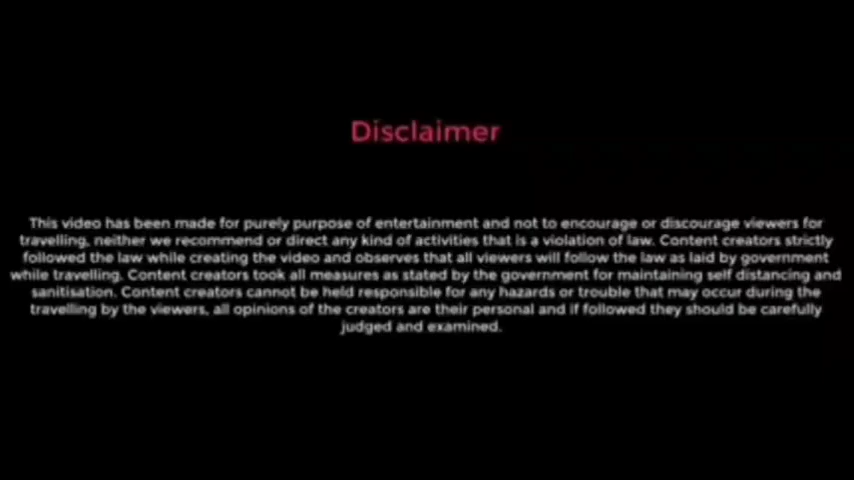 Disclaimer
This video has been made for purely purpose of entertainment and not to encourage or discourage viewers for
travelling, neither we recommend or direct any kind of activities that is a violation of law. Content creators strictly
followed the law while creating the video and observes that all viewers will follow the law as laid by government
while travelling. Content creators took all measures as stated by the government for maintaining self distancing and
sanitisation. Content creators cannot be held responsible for any hazards or trouble that may occur during the
travelling by the viewers, all opinions of the creators are their personal and if followed they should be carefully
judged and examined.